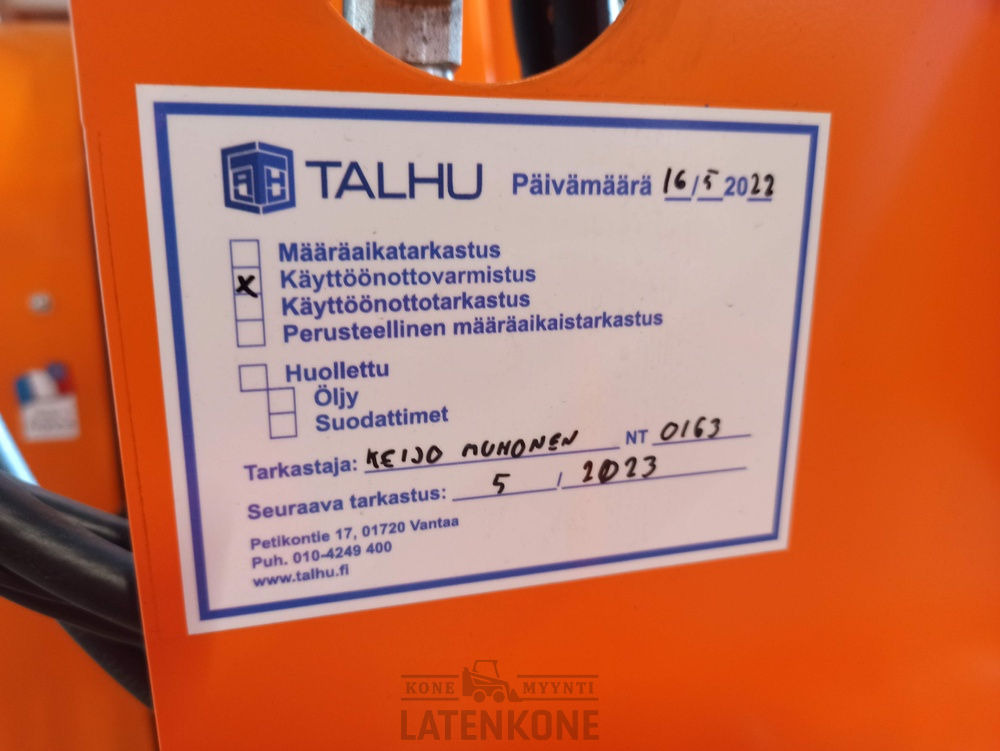 TALHU Päivämäärä 16/5 2022
Määräaikatarkastus
x Käyttöönottovarmistus
Käyttöönottotarkastus
Perusteellinen määräaikaistarkastus
Huollettu
Öljy
Suodattimet
Tarkastaja: KEIJO MUHONEN NT 0163
Seuraava tarkastus: 5 / 2023
Petikontie 17, 01720 Vantaa
Puh. 010-4249 400
www.talhu.fi
KONE MYYNTI
LATENKONE